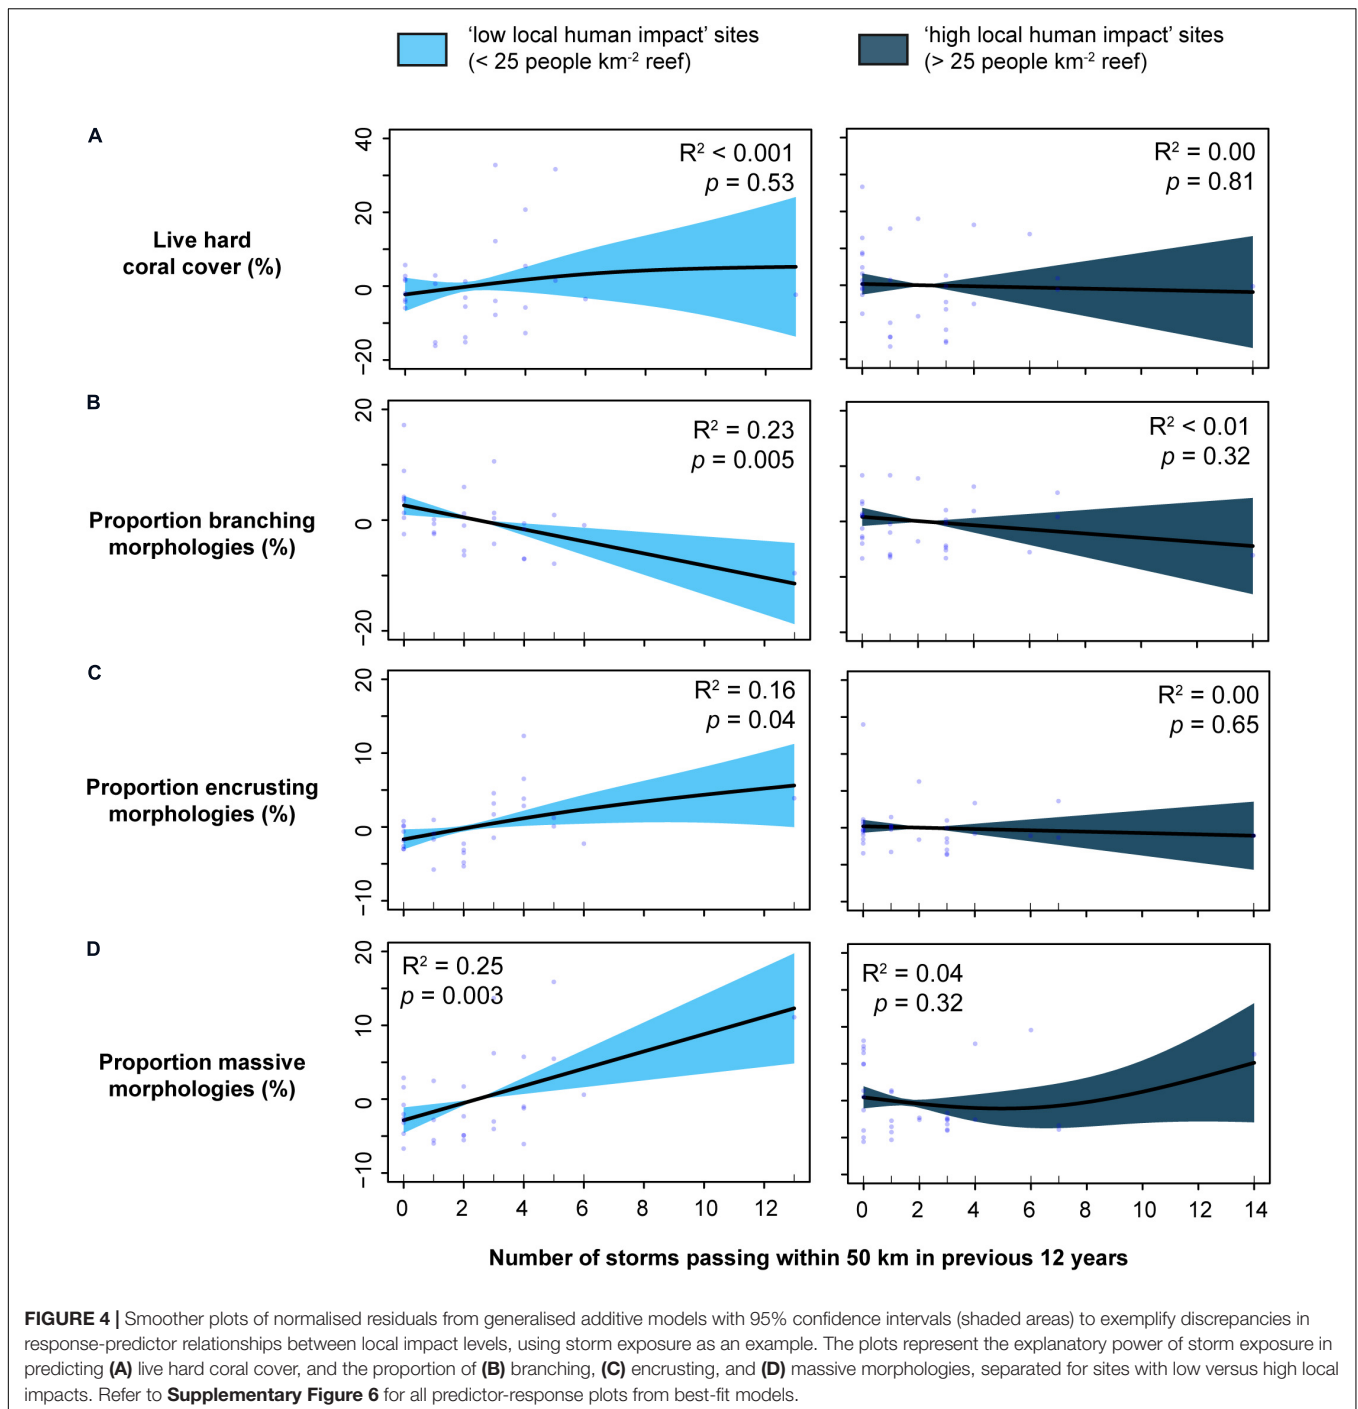 'low local human impact' sites
(< 25 people km-2 reef)
'high local human impact' sites
(> 25 people km-2 reef)
A
Live hard
coral cover (%)
40
20
0
−20
R2 < 0.001
p = 0.53
R2 = 0.00
p = 0.81
B
Proportion branching
morphologies (%)
20
0
−20
R2 = 0.23
p = 0.005
R2 < 0.01
p = 0.32
C
Proportion encrusting
morphologies (%)
20
10
0
−10
R2 = 0.16
p = 0.04
R2 = 0.00
p = 0.65
D
Proportion massive
morphologies (%)
20
10
0
−10
R2 = 0.25
p = 0.003
R2 = 0.04
p = 0.32
0 2 4 6 8 10 12
0 2 4 6 8 10 12 14
Number of storms passing within 50 km in previous 12 years
FIGURE 4 | Smoother plots of normalised residuals from generalised additive models with 95% confidence intervals (shaded areas) to exemplify discrepancies in
response-predictor relationships between local impact levels, using storm exposure as an example. The plots represent the explanatory power of storm exposure in
predicting (A) live hard coral cover, and the proportion of (B) branching, (C) encrusting, and (D) massive morphologies, separated for sites with low versus high local
impacts. Refer to Supplementary Figure 6 for all predictor-response plots from best-fit models.